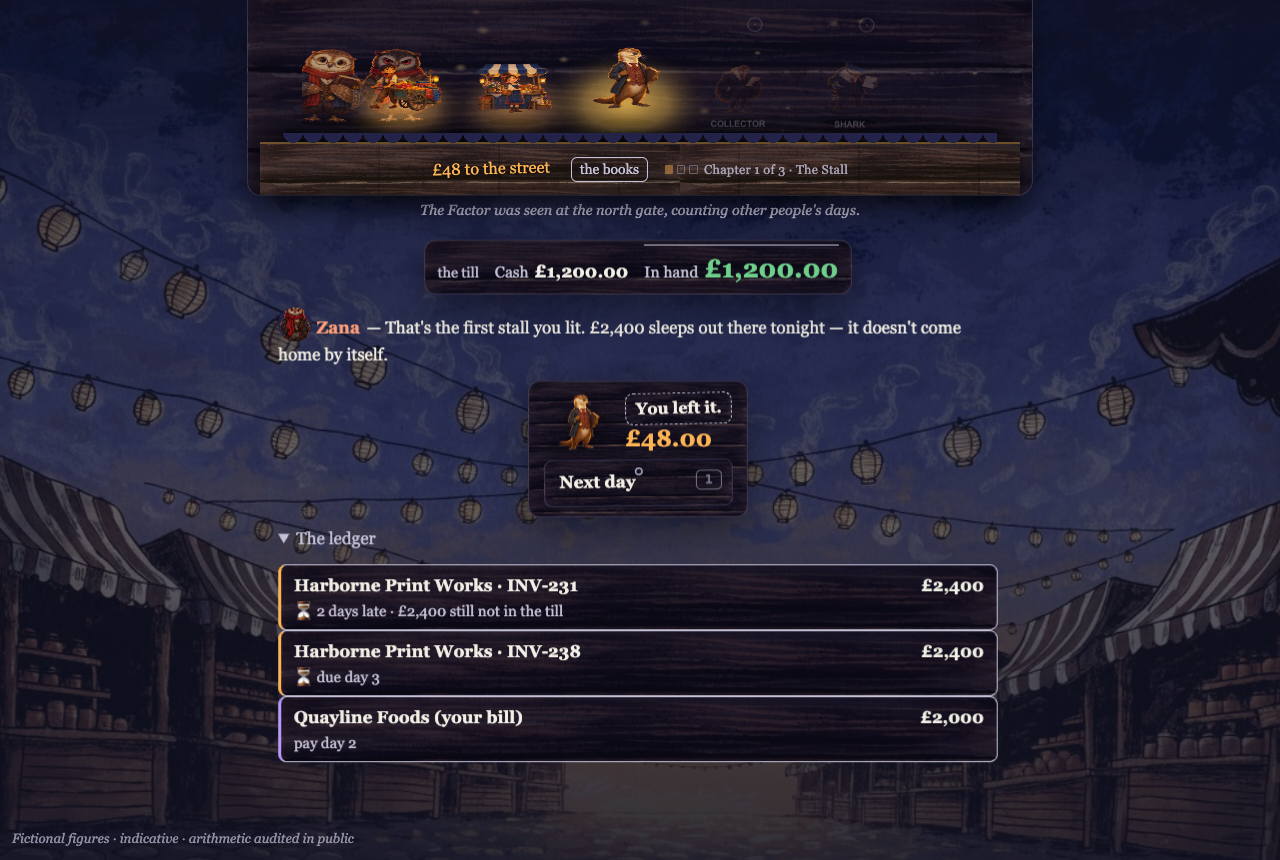 COLLECTOR
SHARK
£48 to the street
the books
Chapter 1 of 3 · The Stall
The Factor was seen at the north gate, counting other people's days.
the till Cash £1,200.00 In hand £1,200.00
Zana — That's the first stall you lit. £2,400 sleeps out there tonight — it doesn't come
home by itself.
You left it.
£48.00
Next day 1
▼ The ledger
Harborne Print Works · INV-231 £2,400
⏳ 2 days late · £2,400 still not in the till
Harborne Print Works · INV-238 £2,400
⏳ due day 3
Quayline Foods (your bill) £2,000
pay day 2
Fictional figures · indicative · arithmetic audited in public